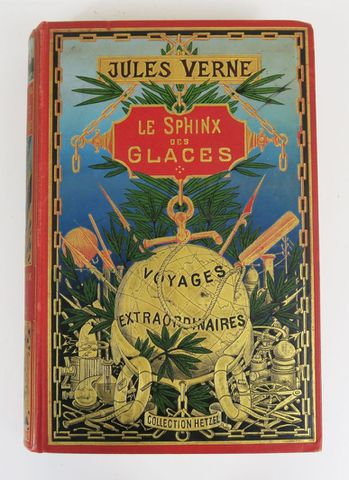 JULES VERNE
LE SPHINX
DES
GLACES
VOYAGES
EXTRAORDINAIRES
COLLECTION HETZEL